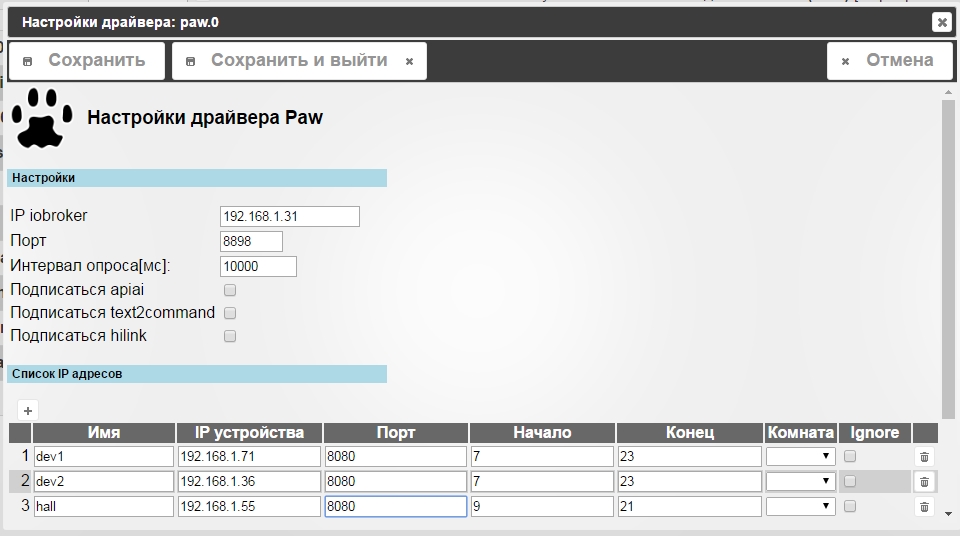 Настройки драйвера: paw.0
Сохранить Сохранить и выйти Отмена
Настройки драйвера Paw
Настройки
IP iobroker 192.168.1.31
Порт 8898
Интервал опроса[мс]: 10000
Подписаться apiai
Подписаться text2command
Подписаться hilink
Список IP адресов
+
Имя IP устройства Порт Начало Конец Комната Ignore
1 dev1 192.168.1.71 8080 7 23
2 dev2 192.168.1.36 8080 7 23
3 hall 192.168.1.55 8080 9 21